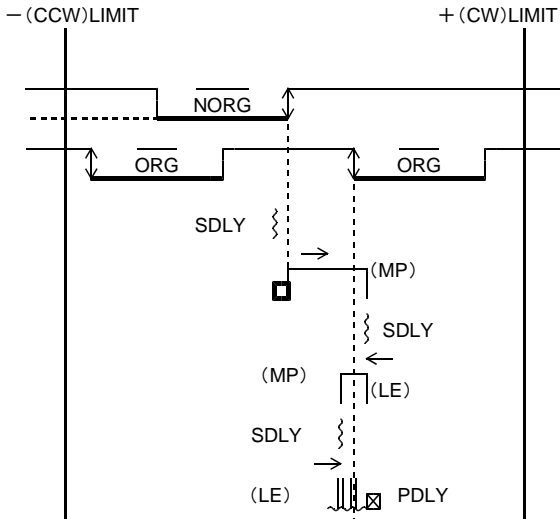 －(CCW)LIMIT
＋(CW)LIMIT
NORG
ORG
ORG
SDLY
(MP)
SDLY
(MP)
(LE)
SDLY
(LE)
PDLY